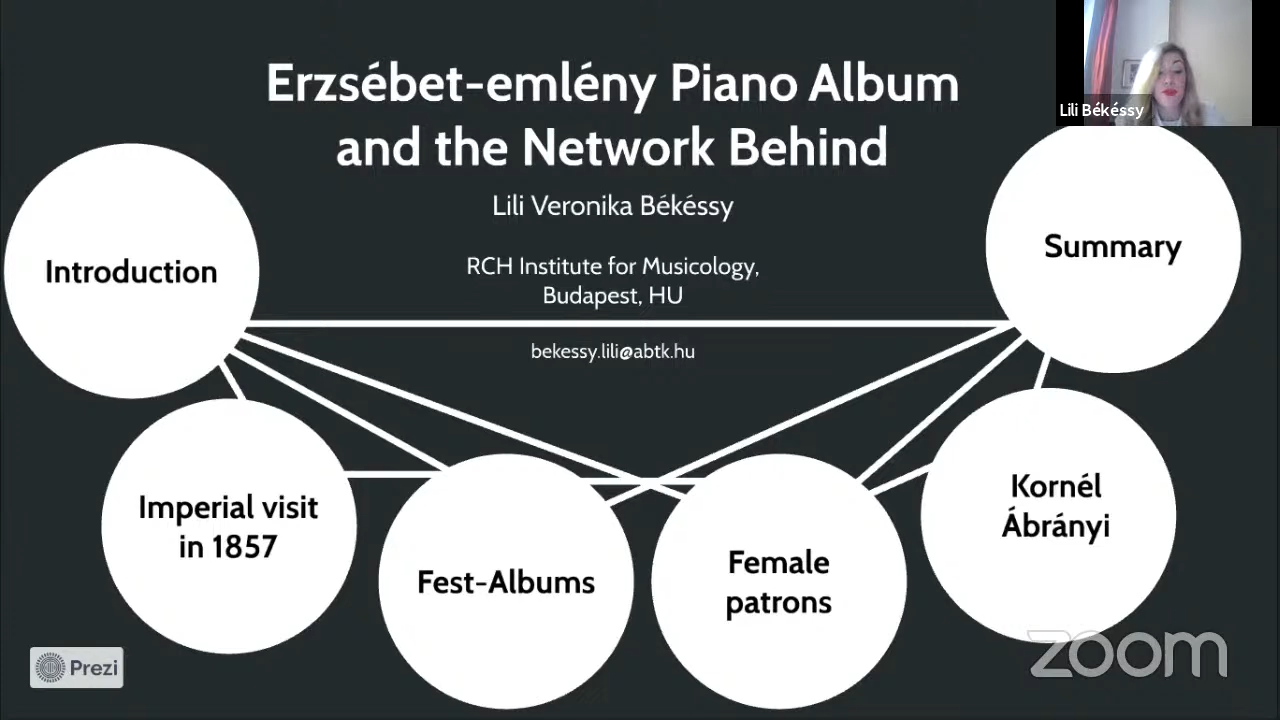 Erzsébet-emlény Piano Album
and the Network Behind
Lili Veronika Békéssy
RCH Institute for Musicology,
Budapest, HU
bekessy.lili@abtk.hu
Lili Békéssy
Introduction
Summary
Imperial visit
in 1857
Fest-Albums
Female
patrons
Kornél
Ábrányi
Prezi
zoom